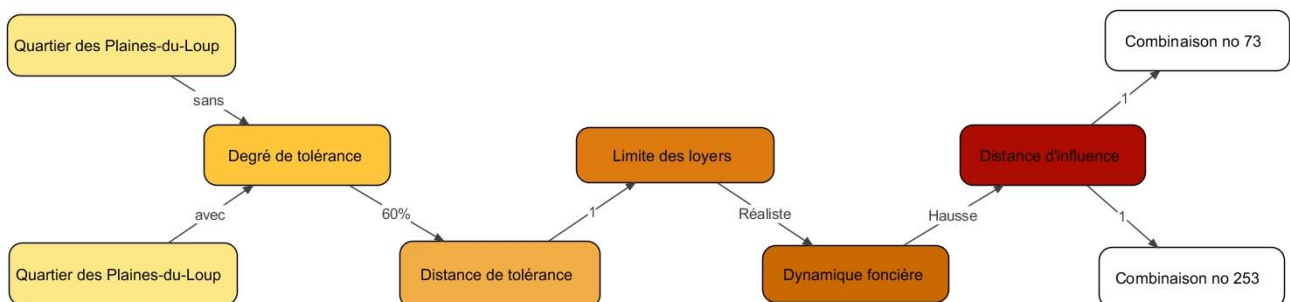 Quartier des Plaines-du-Loup
Combinaison no 73
sans
1
Degré de tolérance
Limite des loyers
Distance d'influence
avec
60%
1
Réaliste
Hausse
1
Quartier des Plaines-du-Loup
Distance de tolérance
Dynamique foncière
Combinaison no 253